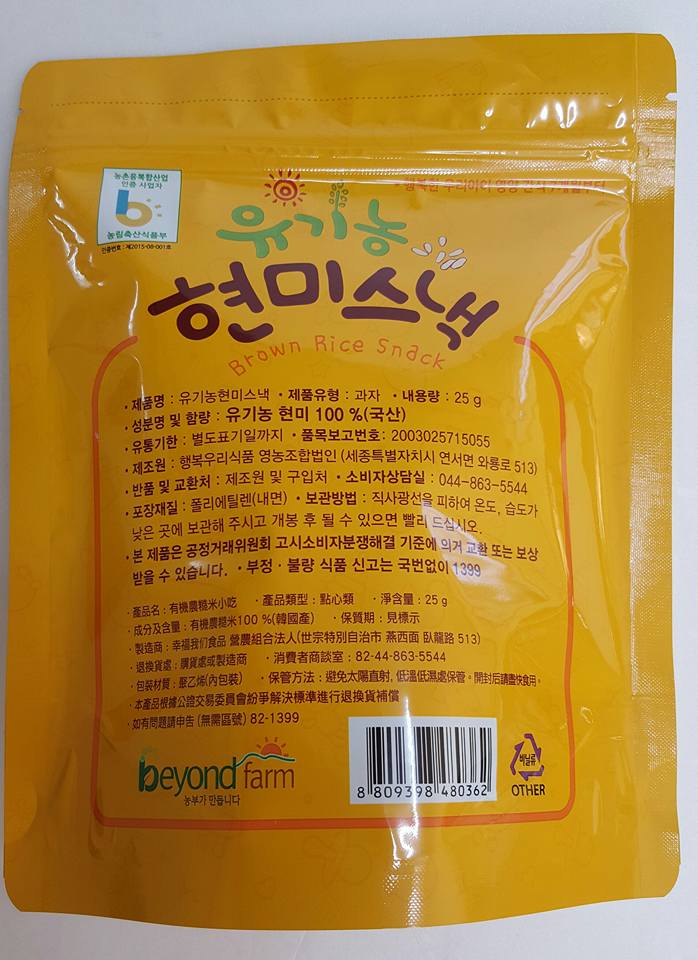 농촌융복합산업
인증 사업자
농림축산식품부
인증번호 : 제2015-08-001호
- 행복한 우리아이 영양 간식 7개월부터
유기농
현미스낵
Brown Rice Snack
· 제품명 : 유기농현미스낵 · 제품유형 : 과자 · 내용량 : 25 g
· 성분명 및 함량 : 유기농 현미 100 %(국산)
· 유통기한 : 별도표기일까지 · 품목보고번호: 2003025715055
· 제조원 : 행복우리식품 영농조합법인 (세종특별자치시 연서면 와룡로 513)
· 반품 및 교환처 : 제조원 및 구입처 · 소비자상담실 : 044-863-5544
· 포장재질 : 폴리에틸렌(내면) · 보관방법 : 직사광선을 피하여 온도, 습도가
낮은 곳에 보관해 주시고 개봉 후 될 수 있으면 빨리 드십시오.
· 본 제품은 공정거래위원회 고시소비자분쟁해결 기준에 의거 교환 또는 보상
받을 수 있습니다. · 부정 · 불량 식품 신고는 국번없이 1399
· 產品名 : 有機農糙米小吃 · 產品類型 : 點心類 · 淨含量 : 25 g
· 成分及含量 : 有機農糙米100 %(韓國產) · 保質期 : 見標示
· 製造商 : 幸福我们食品 營農組合法人(世宗特別自治市 燕西面 臥龍路 513)
· 退換貨處 : 購貨處或製造商 · 消費者商談室 : 82-44-863-5544
· 包裝材質 : 聚乙烯(內包裝) · 保管方法 : 避免太陽直射, 低溫低濕處保管。開封后請盡快食用。
· 本產品根據公證交易委員會紛爭解決標準進行退換貨補償
· 如有問題請申告 (無需區號) 82-1399
beyond farm
농부가 만듭니다
8 809398 480362
비닐류
OTHER